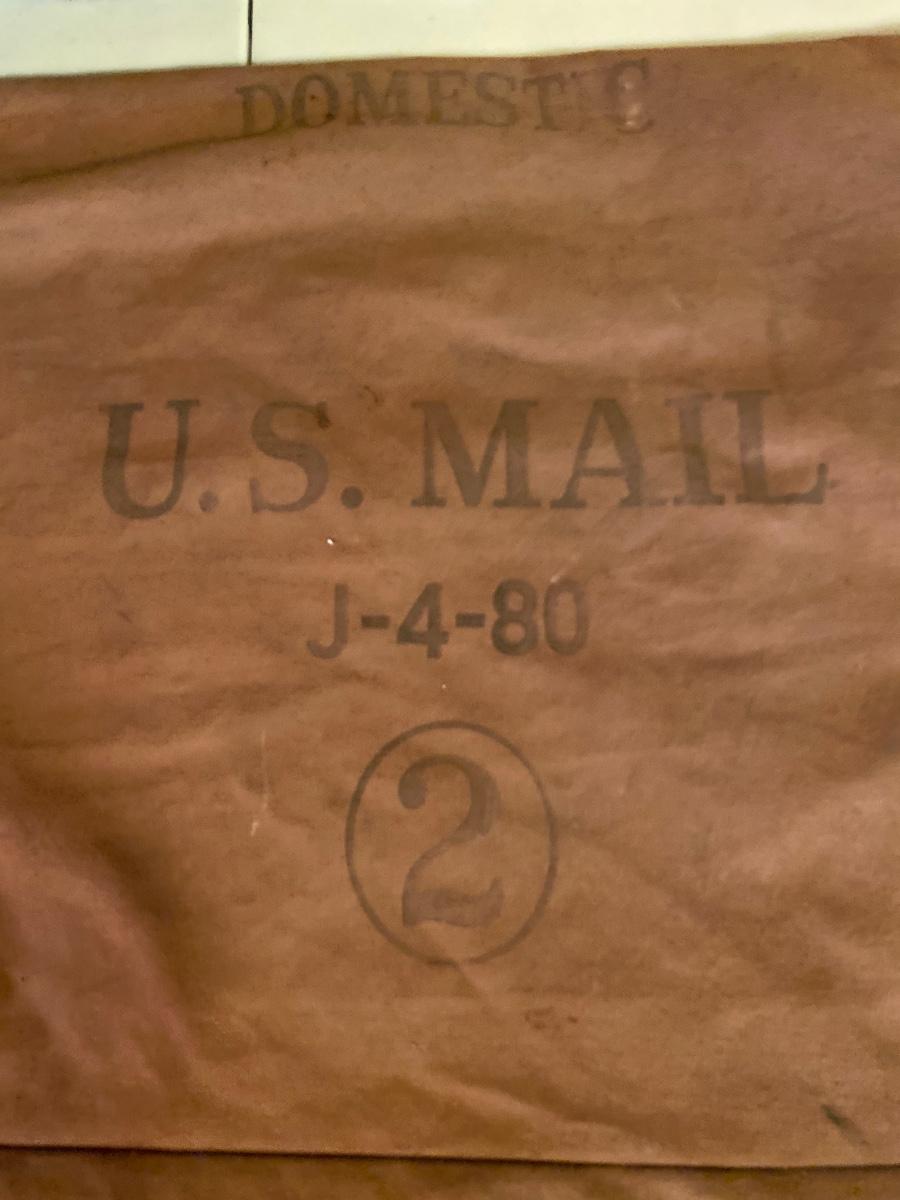 DOMESTIC
U.S. MAIL
J-4-80
2